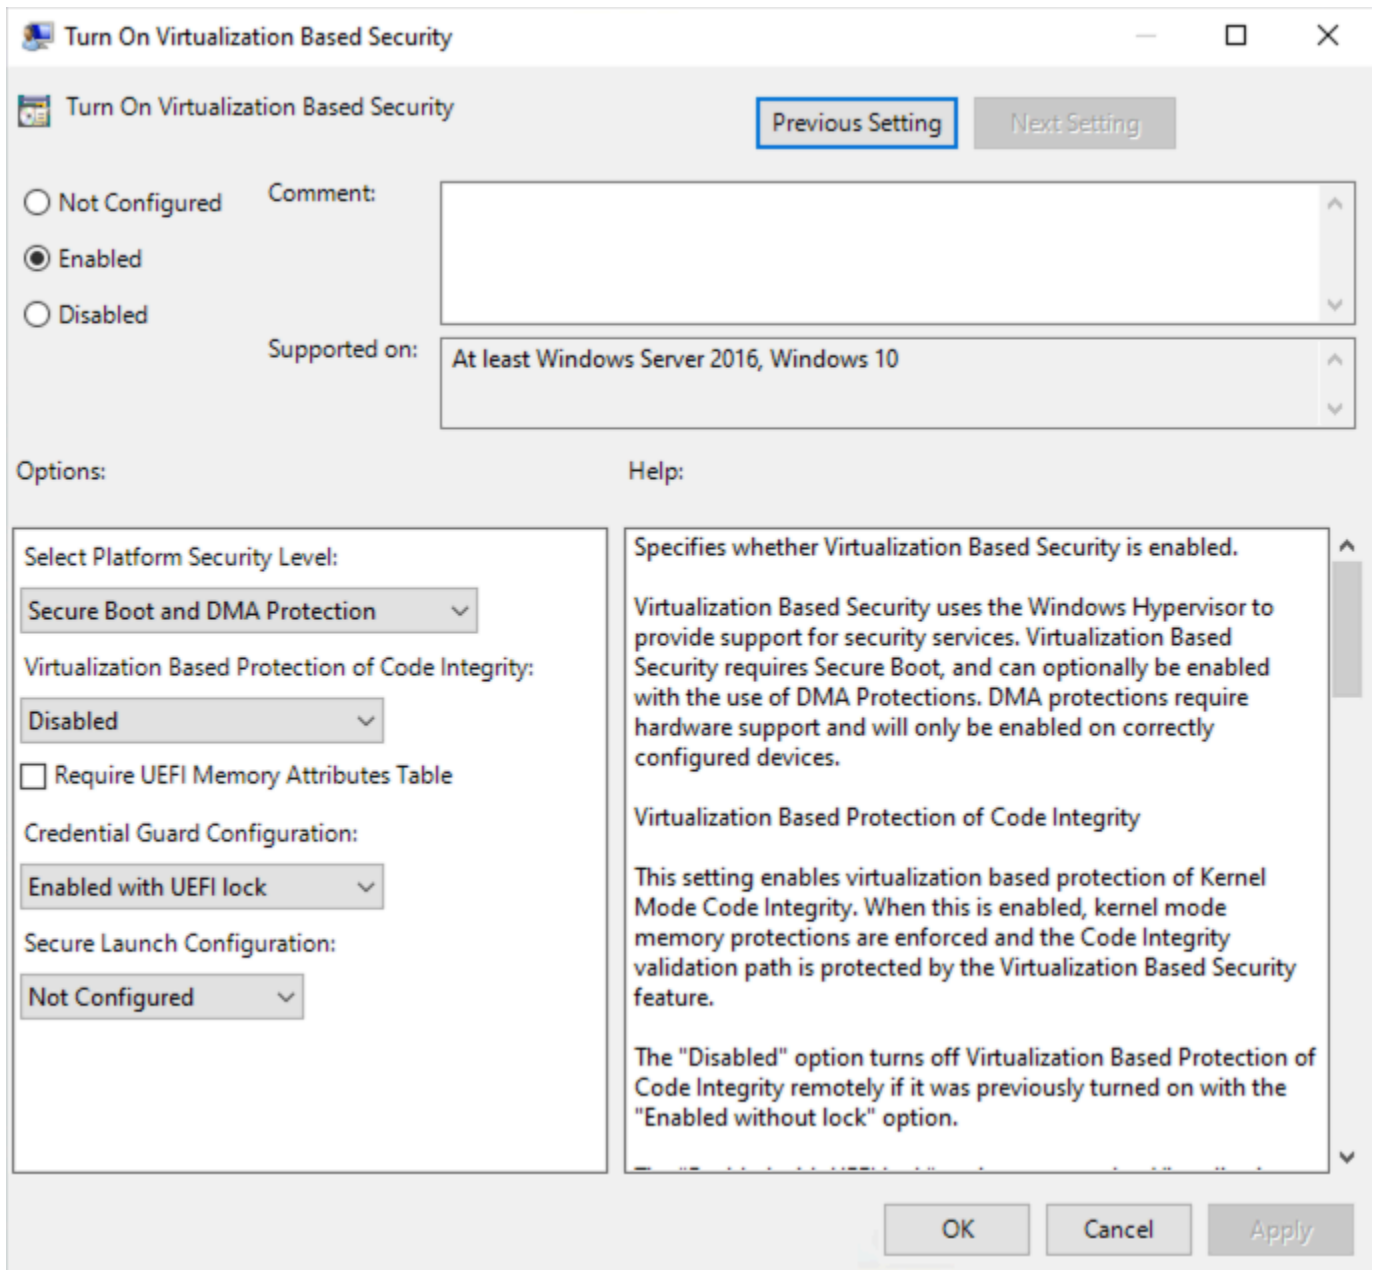 Turn On Virtualization Based Security
Turn On Virtualization Based Security
Previous Setting
Next Setting
Not Configured
Comment:
Enabled
Disabled
Supported on:
At least Windows Server 2016, Windows 10
Options:
Help:
Select Platform Security Level:
Secure Boot and DMA Protection
Virtualization Based Protection of Code Integrity:
Disabled
Require UEFI Memory Attributes Table
Credential Guard Configuration:
Enabled with UEFI lock
Secure Launch Configuration:
Not Configured
Specifies whether Virtualization Based Security is enabled.
Virtualization Based Security uses the Windows Hypervisor to
provide support for security services. Virtualization Based
Security requires Secure Boot, and can optionally be enabled
with the use of DMA Protections. DMA protections require
hardware support and will only be enabled on correctly
configured devices.
Virtualization Based Protection of Code Integrity
This setting enables virtualization based protection of Kernel
Mode Code Integrity. When this is enabled, kernel mode
memory protections are enforced and the Code Integrity
validation path is protected by the Virtualization Based Security
feature.
The "Disabled" option turns off Virtualization Based Protection of
Code Integrity remotely if it was previously turned on with the
"Enabled without lock" option.
OK
Cancel
Apply